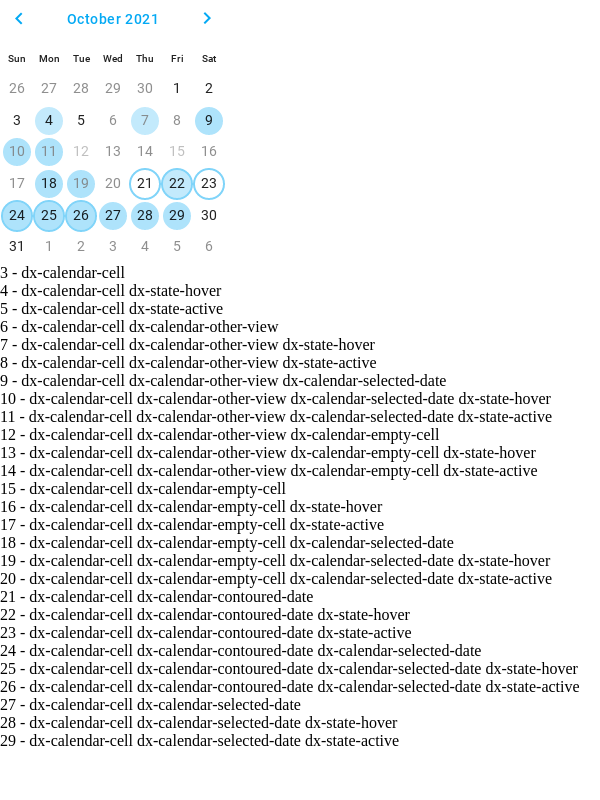 October 2021
Sun Mon Tue Wed Thu Fri Sat
26 27 28 29 30 1 2
3 4 5 6 7 8 9
10 11 12 13 14 15 16
17 18 19 20 21 22 23
24 25 26 27 28 29 30
31 1 2 3 4 5 6
3 - dx-calendar-cell
4 - dx-calendar-cell dx-state-hover
5 - dx-calendar-cell dx-state-active
6 - dx-calendar-cell dx-calendar-other-view
7 - dx-calendar-cell dx-calendar-other-view dx-state-hover
8 - dx-calendar-cell dx-calendar-other-view dx-state-active
9 - dx-calendar-cell dx-calendar-other-view dx-calendar-selected-date
10 - dx-calendar-cell dx-calendar-other-view dx-calendar-selected-date dx-state-hover
11 - dx-calendar-cell dx-calendar-other-view dx-calendar-selected-date dx-state-active
12 - dx-calendar-cell dx-calendar-other-view dx-calendar-empty-cell
13 - dx-calendar-cell dx-calendar-other-view dx-calendar-empty-cell dx-state-hover
14 - dx-calendar-cell dx-calendar-other-view dx-calendar-empty-cell dx-state-active
15 - dx-calendar-cell dx-calendar-empty-cell
16 - dx-calendar-cell dx-calendar-empty-cell dx-state-hover
17 - dx-calendar-cell dx-calendar-empty-cell dx-state-active
18 - dx-calendar-cell dx-calendar-empty-cell dx-calendar-selected-date
19 - dx-calendar-cell dx-calendar-empty-cell dx-calendar-selected-date dx-state-hover
20 - dx-calendar-cell dx-calendar-empty-cell dx-calendar-selected-date dx-state-active
21 - dx-calendar-cell dx-calendar-contoured-date
22 - dx-calendar-cell dx-calendar-contoured-date dx-state-hover
23 - dx-calendar-cell dx-calendar-contoured-date dx-state-active
24 - dx-calendar-cell dx-calendar-contoured-date dx-calendar-selected-date
25 - dx-calendar-cell dx-calendar-contoured-date dx-calendar-selected-date dx-state-hover
26 - dx-calendar-cell dx-calendar-contoured-date dx-calendar-selected-date dx-state-active
27 - dx-calendar-cell dx-calendar-selected-date
28 - dx-calendar-cell dx-calendar-selected-date dx-state-hover
29 - dx-calendar-cell dx-calendar-selected-date dx-state-active